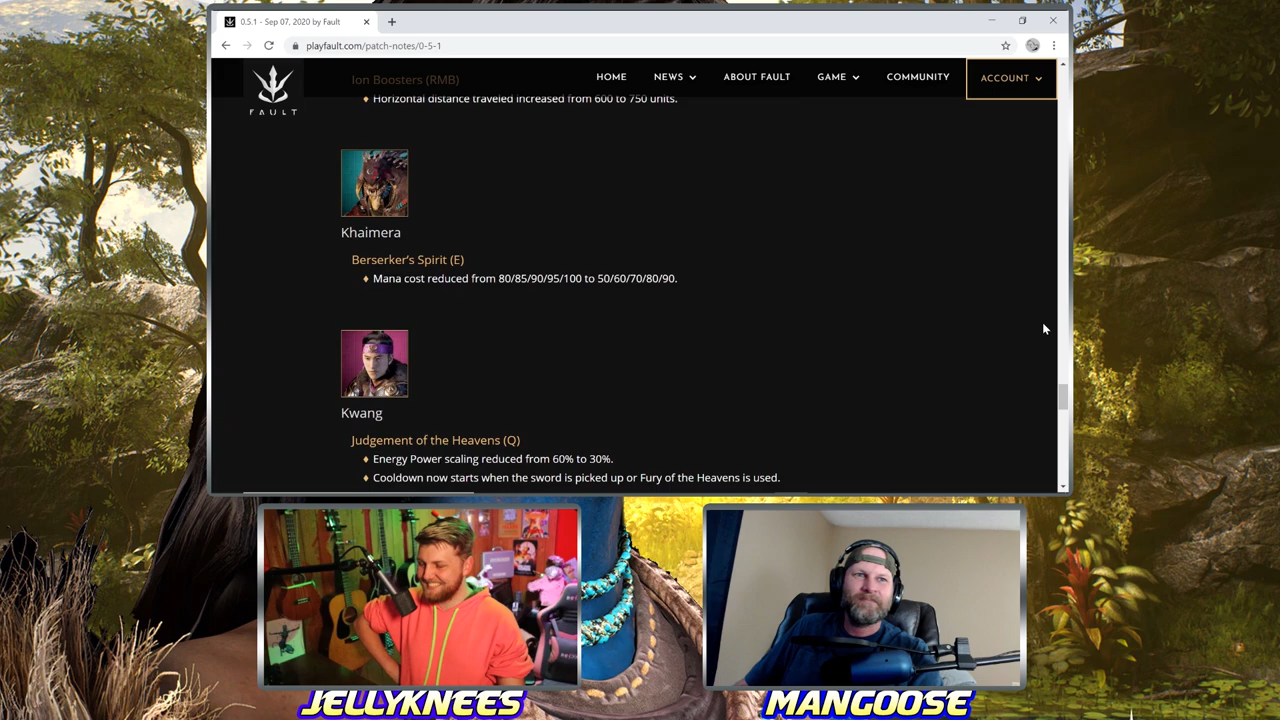 0.5.1 - Sep 07, 2020 by Fault
playfault.com/patch-notes/0-5-1
FAULT
HOME
NEWS
ABOUT FAULT
GAME
COMMUNITY
ACCOUNT
Ion Boosters (RMB)
Horizontal distance traveled increased from 600 to 750 units.
Khaimera
Berserker's Spirit (E)
Mana cost reduced from 80/85/90/95/100 to 50/60/70/80/90.
Kwang
Judgement of the Heavens (Q)
Energy Power scaling reduced from 60% to 30%.
Cooldown now starts when the sword is picked up or Fury of the Heavens is used.
JELLYKNEES
MANGOOSE